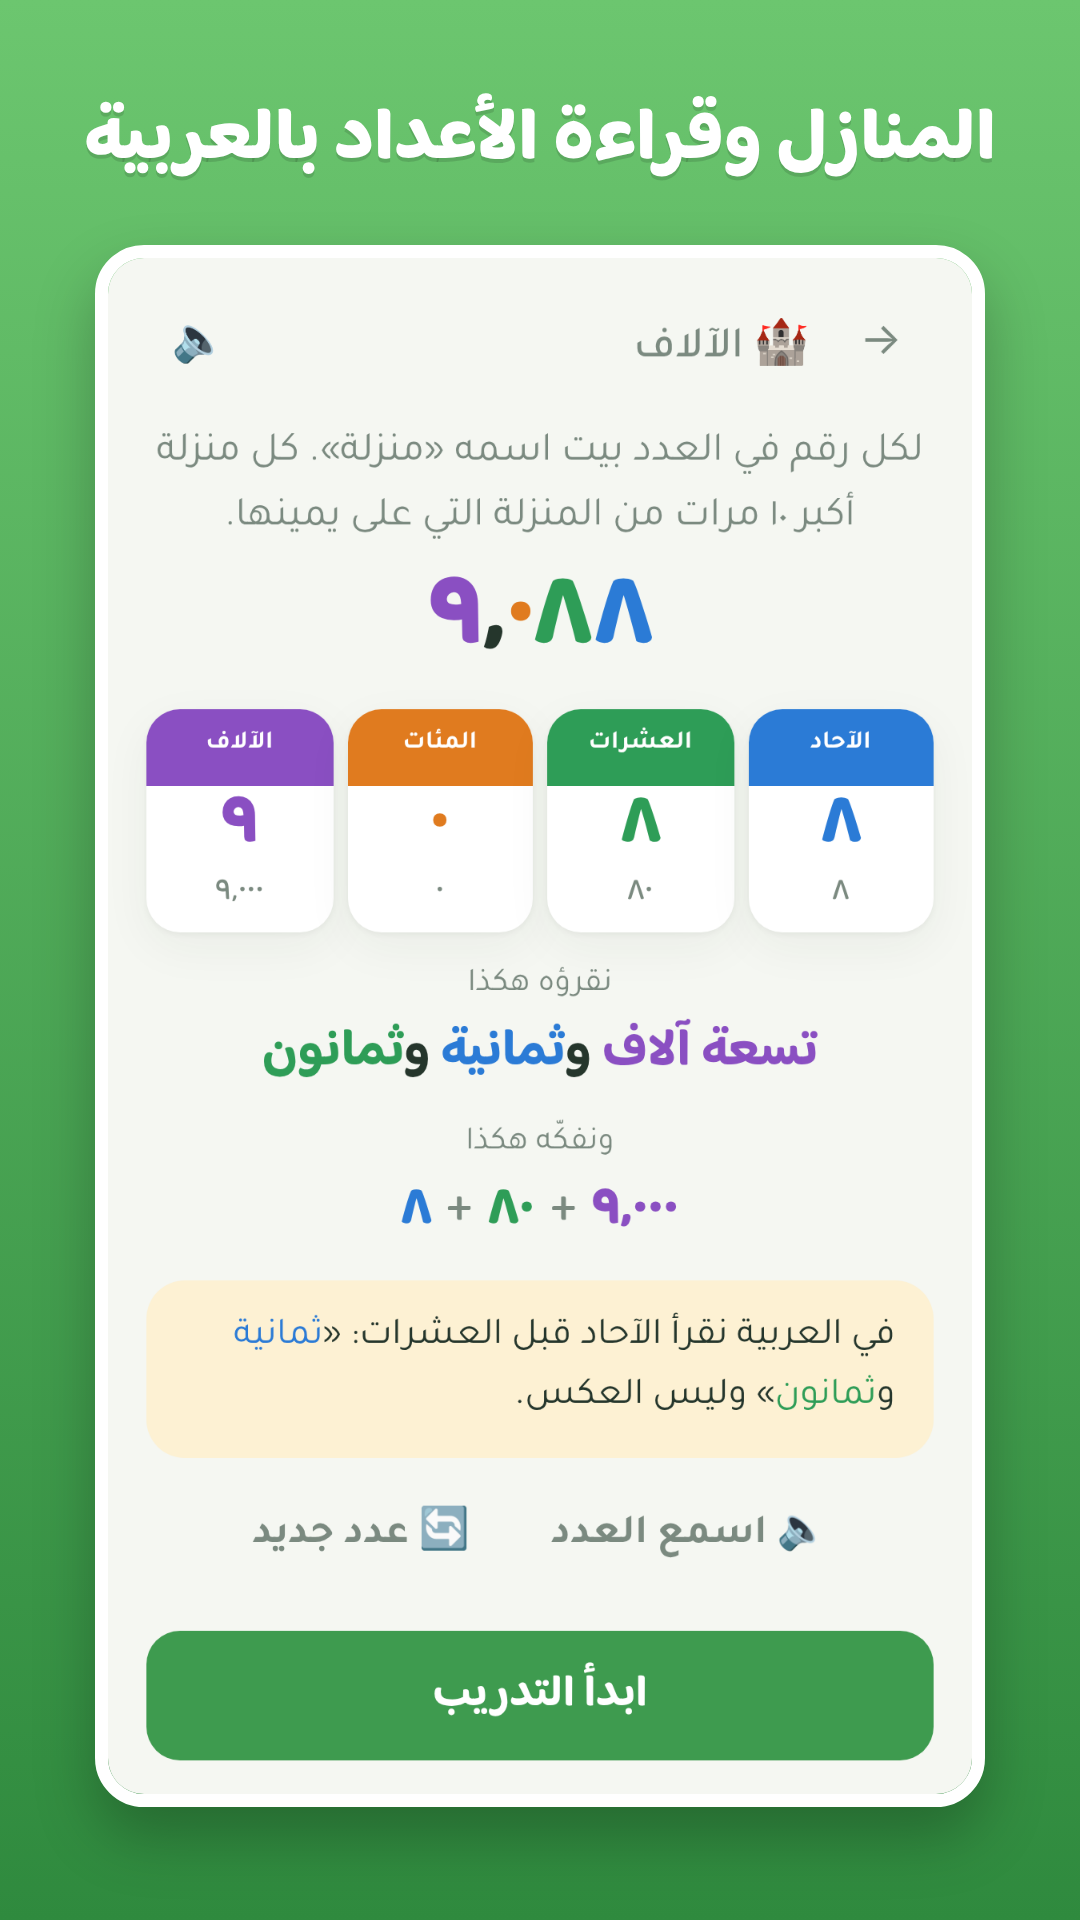 المنازل وقراءة الأعداد بالعربية
الآلاف
لكل رقم في العدد بيت اسمه «منزلة». كل منزلة
أكبر ١٠ مرات من المنزلة التي على يمينها.
٩,٠٨٨
الآحاد العشرات المئات الآلاف
٨ ٨ ٠ ٩
٨ ٨٠ ٠ ٩,٠٠٠
نقرؤه هكذا
تسعة آلاف وثمانية وثمانون
ونفكّه هكذا
٩,٠٠٠ + ٨٠ + ٨
في العربية نقرأ الآحاد قبل العشرات: «ثمانية
وثمانون» وليس العكس.
اسمع العدد عدد جديد
ابدأ التدريب